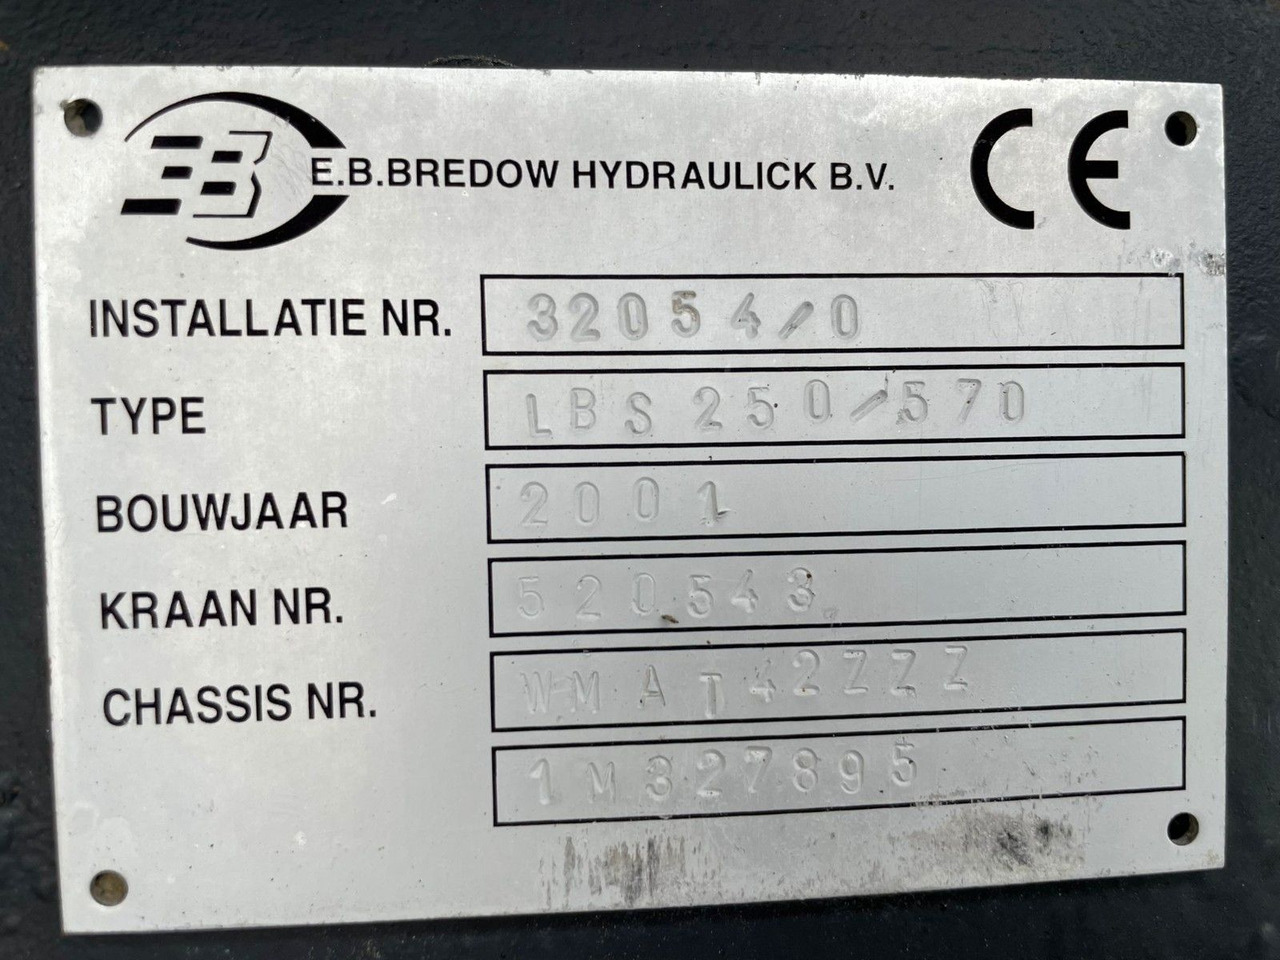 EB E.B.BREDOW HYDRAULICK B.V. CE
INSTALLATIE NR. 32054/0
TYPE LBS 250/570
BOUWJAAR 2001
KRAAN NR. 520543
CHASSIS NR. WMAT42ZZZ
1M327895